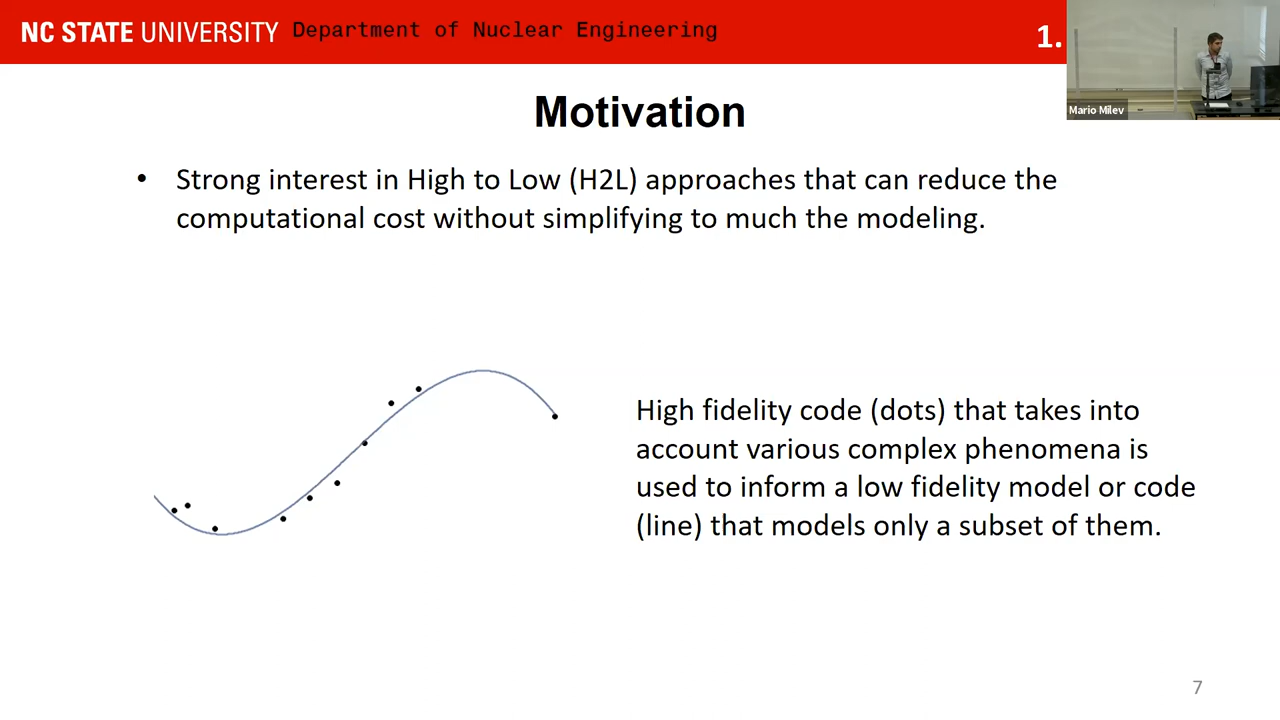 NC STATE UNIVERSITY Department of Nuclear Engineering
1.
Mario Milev
Motivation
• Strong interest in High to Low (H2L) approaches that can reduce the
computational cost without simplifying to much the modeling.
High fidelity code (dots) that takes into
account various complex phenomena is
used to inform a low fidelity model or code
(line) that models only a subset of them.
7